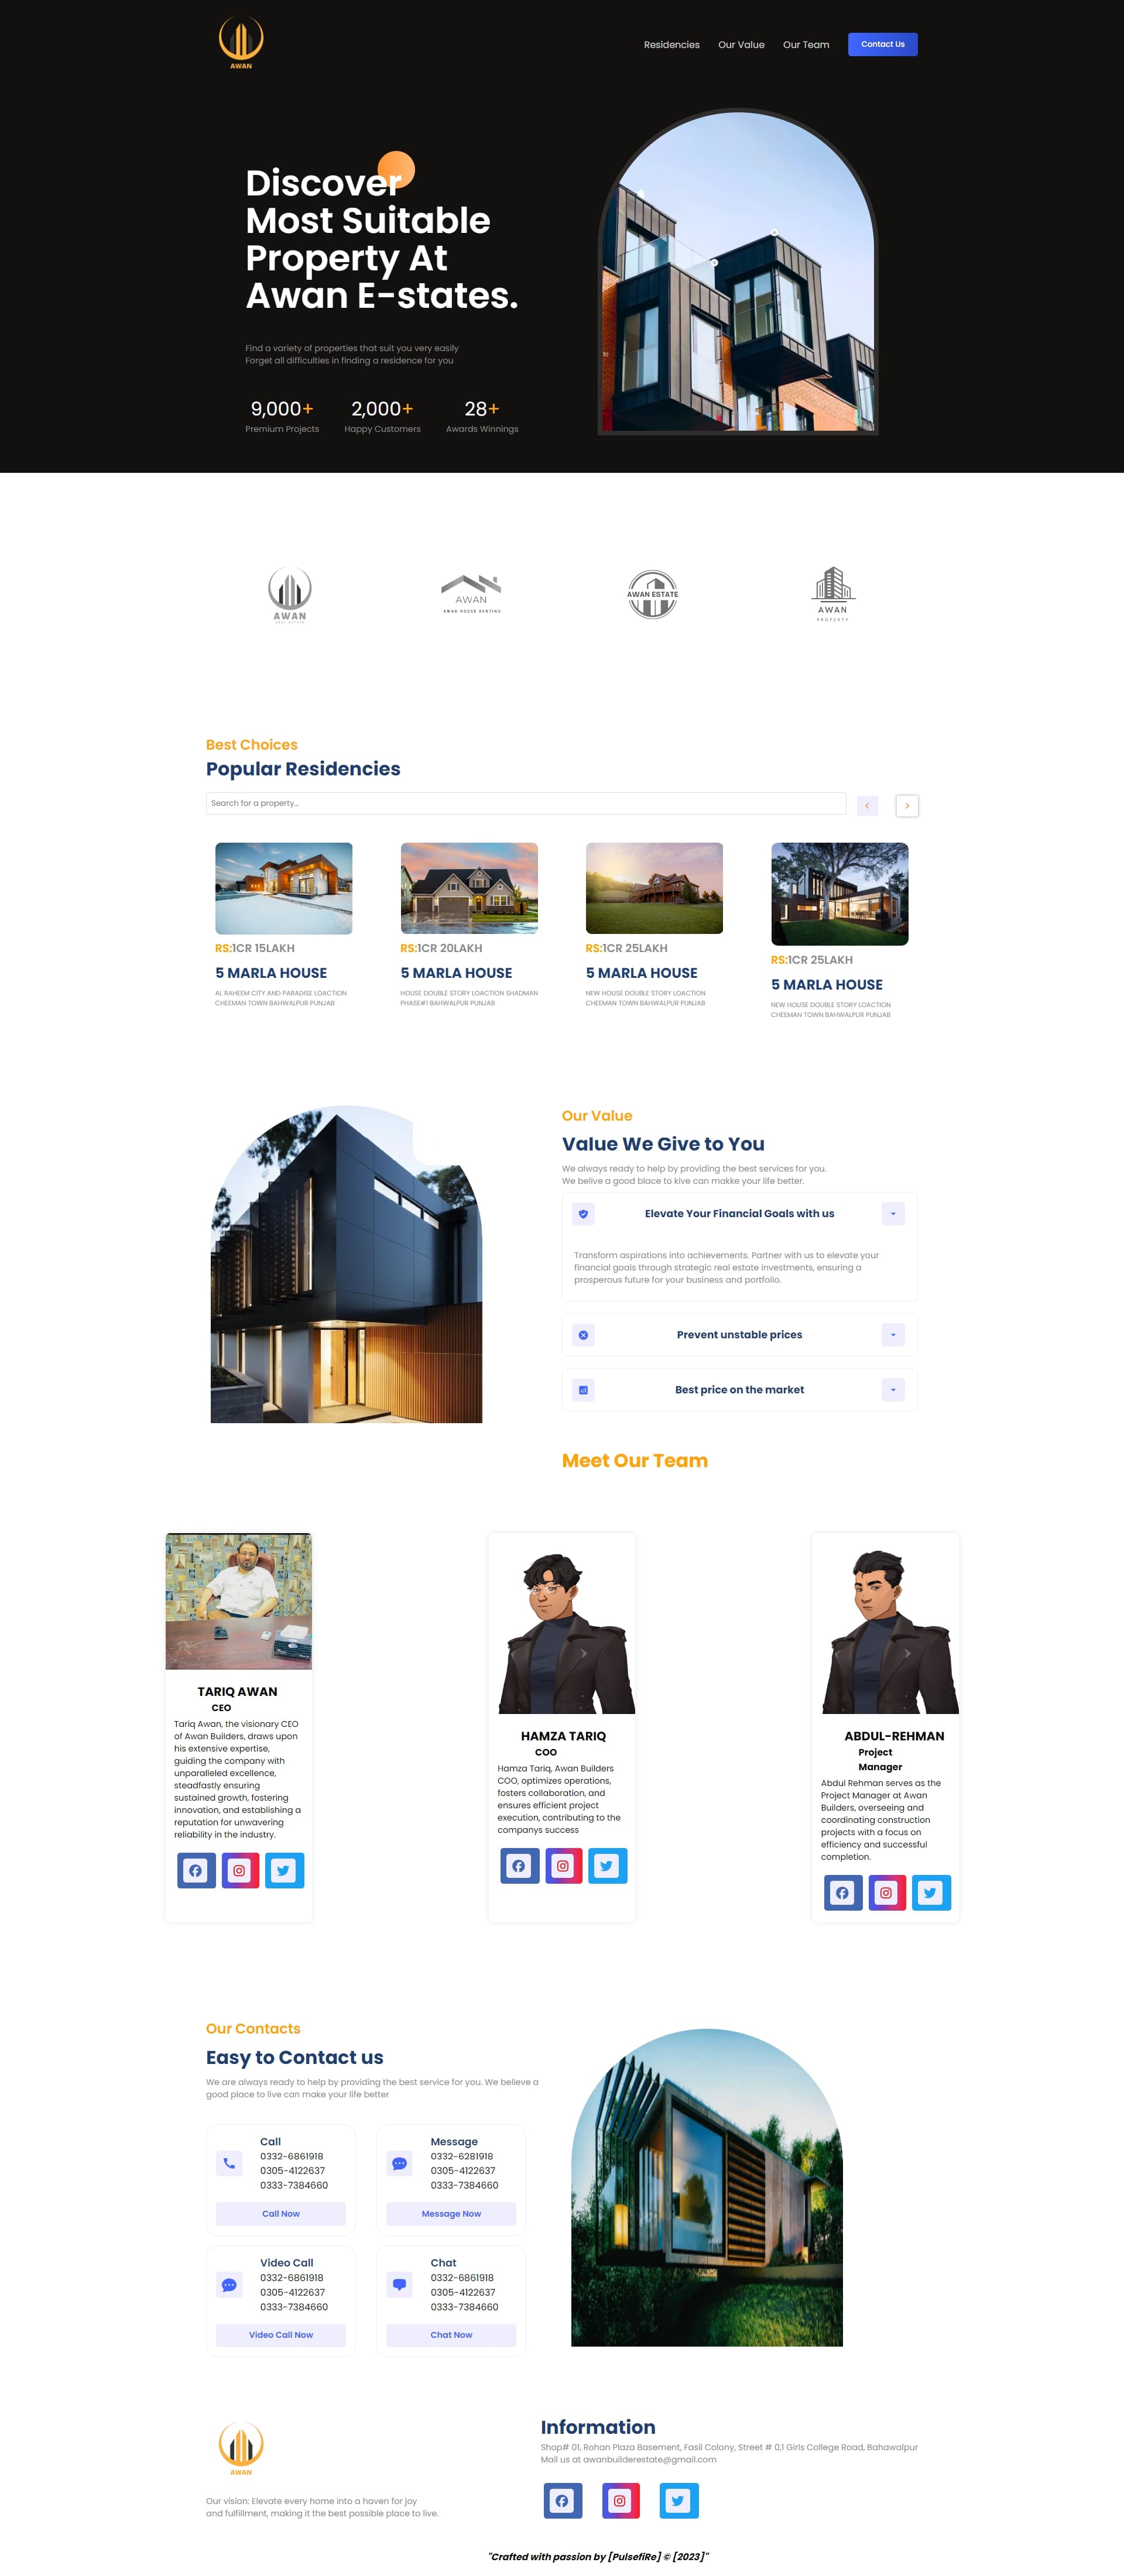 AWAN
Residencies
Our Value
Our Team
Contact Us
Discover
Most Suitable
Property At
Awan E-states.
Find a variety of properties that suit you very easily
Forget all difficulties in finding a residence for you
9,000+
2,000+
28+
Premium Projects
Happy Customers
Awards Winnings
AWAN
REAL ESTATE
AWAN
AWAN HOUSE RENTING
AWAN ESTATE
AWAN
PROPERTY
Best Choices
Popular Residencies
Search for a property...
RS:1CR 15LAKH
5 MARLA HOUSE
AL RAHEEM CITY AND PARADISE LOACTION
CHEEMAN TOWN BAHWALPUR PUNJAB
RS:1CR 20LAKH
5 MARLA HOUSE
HOUSE DOUBLE STORY LOACTION SHADMAN
PHASE#1 BAHWALPUR PUNJAB
RS:1CR 25LAKH
5 MARLA HOUSE
NEW HOUSE DOUBLE STORY LOACTION
CHEEMAN TOWN BAHWALPUR PUNJAB
RS:1CR 25LAKH
5 MARLA HOUSE
NEW HOUSE DOUBLE STORY LOACTION
CHEEMAN TOWN BAHWALPUR PUNJAB
Our Value
Value We Give to You
We always ready to help by providing the best services for you.
We belive a good blace to kive can makke your life better.
Elevate Your Financial Goals with us
Transform aspirations into achievements. Partner with us to elevate your
financial goals through strategic real estate investments, ensuring a
prosperous future for your business and portfolio.
Prevent unstable prices
Best price on the market
Meet Our Team
TARIQ AWAN
CEO
Tariq Awan, the visionary CEO
of Awan Builders, draws upon
his extensive expertise,
guiding the company with
unparalleled excellence,
steadfastly ensuring
sustained growth, fostering
innovation, and establishing a
reputation for unwavering
reliability in the industry.
HAMZA TARIQ
COO
Hamza Tariq, Awan Builders
COO, optimizes operations,
fosters collaboration, and
ensures efficient project
execution, contributing to the
companys success
ABDUL-REHMAN
Project
Manager
Abdul Rehman serves as the
Project Manager at Awan
Builders, overseeing and
coordinating construction
projects with a focus on
efficiency and successful
completion.
Our Contacts
Easy to Contact us
We are always ready to help by providing the best service for you. We believe a
good place to live can make your life better
Call
0332-6861918
0305-4122637
0333-7384660
Call Now
Message
0332-6281918
0305-4122637
0333-7384660
Message Now
Video Call
0332-6861918
0305-4122637
0333-7384660
Video Call Now
Chat
0332-6861918
0305-4122637
0333-7384660
Chat Now
AWAN
Our vision: Elevate every home into a haven for joy
and fulfillment, making it the best possible place to live.
Information
Shop# 01, Rohan Plaza Basement, Fasil Colony, Street # 0,1 Girls College Road, Bahawalpur
Mail us at awanbuilderestate@gmail.com
"Crafted with passion by [PulsefiRe] © [2023]"